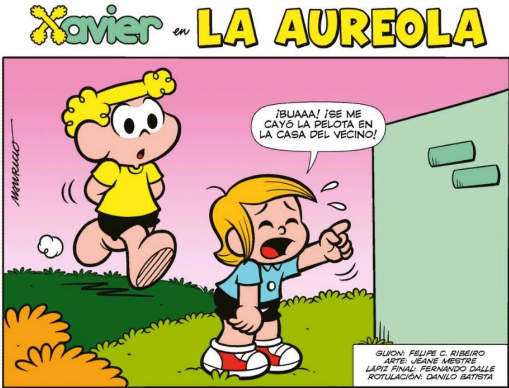 Xavier en LA AUREOLA
¡BUAAA! ¡SE ME
CAYÓ LA PELOTA EN
LA CASA DEL VECINO!
MAURICIO
GUION: FELIPE C. RIBEIRO
ARTE: JEANE MESTRE
LÁPIZ FINAL: FERNANDO DALLE
ROTULACIÓN: DANILO BATISTA